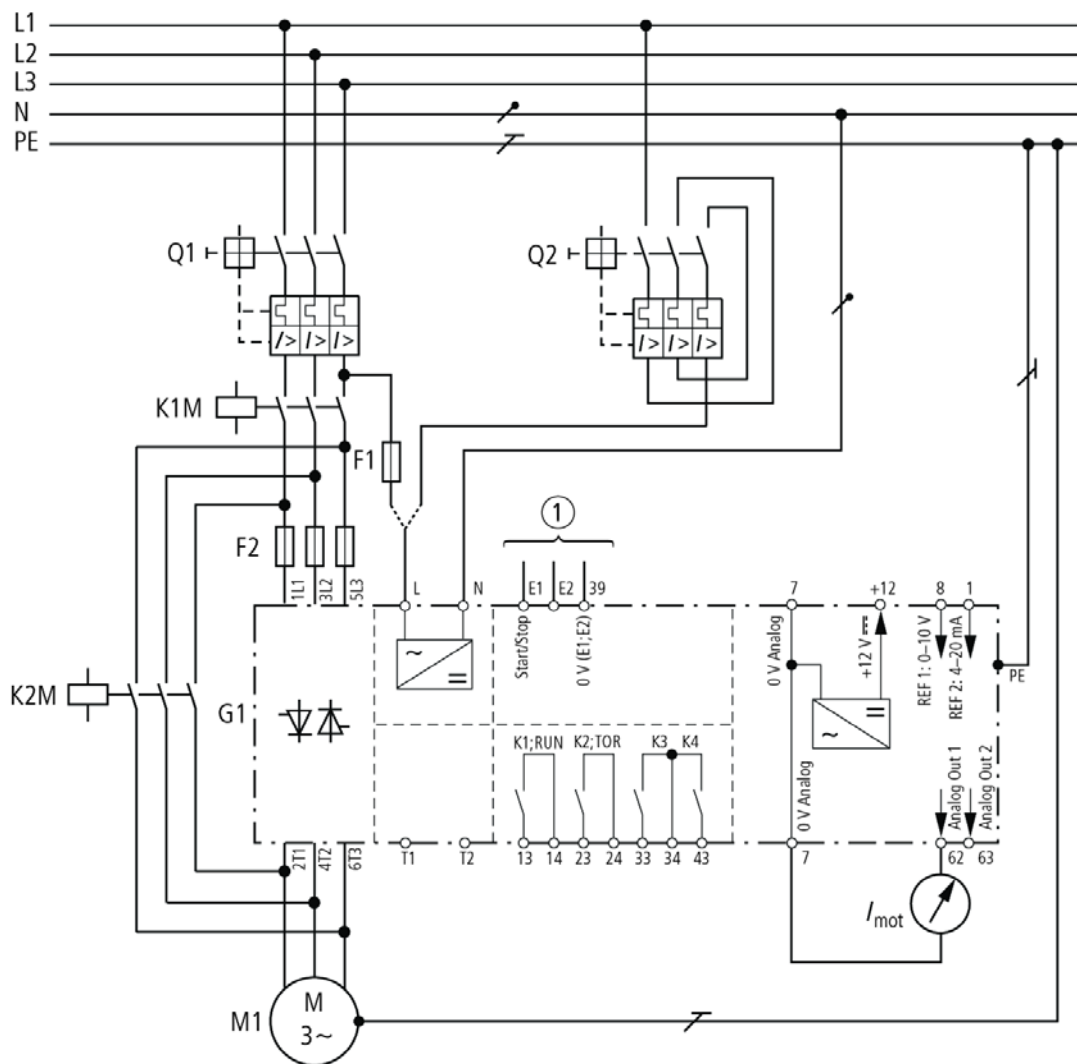 L1
L2
L3
N
PE
Q1
I> I> I>
Q2
I> I> I>
K1M
F1
F2
1L1
3L2
5L3
L
N
1
E1
E2
39
Start/Stop
0 V (E1;E2)
7
+12
8
1
0 V Analog
+12 V
REF 1: 0–10 V
REF 2: 4–20 mA
PE
~
=
~
=
K2M
G1
K1;RUN
K2;TOR
K3
K4
0 V Analog
Analog Out 1
Analog Out 2
2T1
4T2
6T3
T1
T2
13
14
23
24
33
34
43
7
62
63
Imot
M1
M
3~